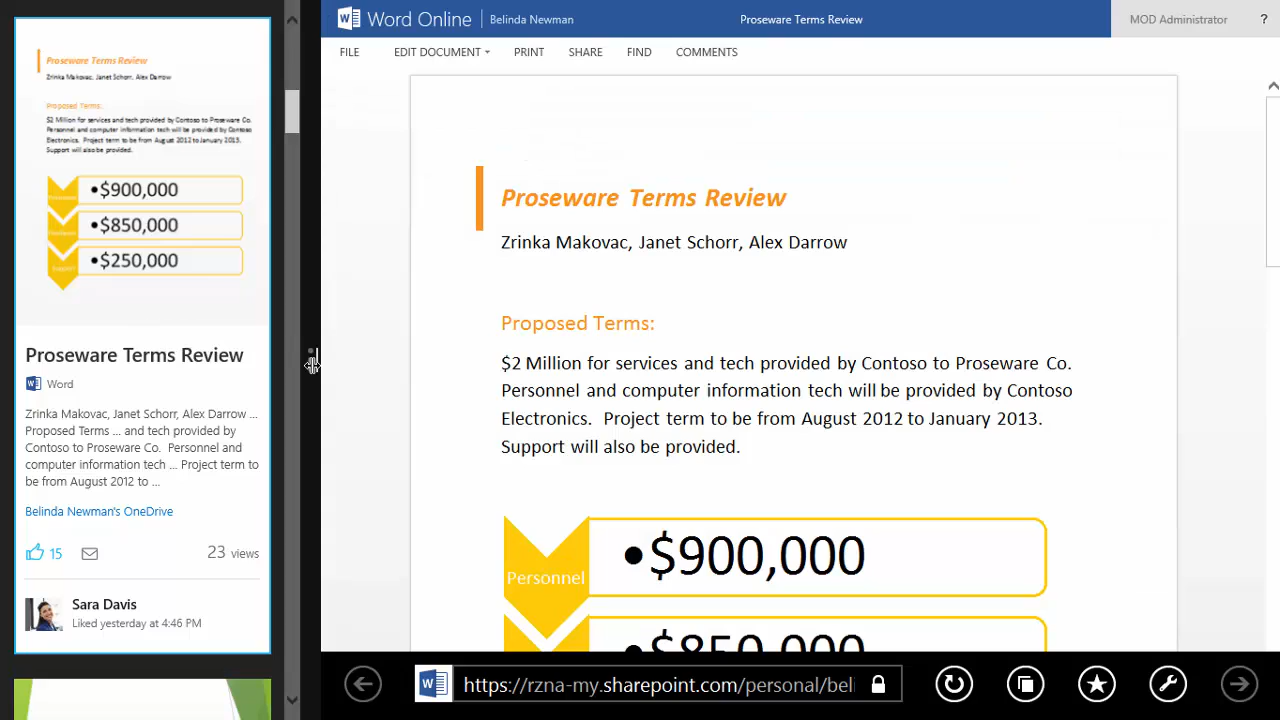 Proseware Terms Review
Zrinka Makovac, Janet Schorr, Alex Darrow
Proposed Terms:
$2 Million for services and tech provided by Contoso to Proseware Co.
Personnel and computer information tech will be provided by Contoso
Electronics. Project term to be from August 2012 to January 2013.
Support will also be provided.
•$900,000
•$850,000
Support
•$250,000
Proseware Terms Review
Word
Zrinka Makovac, Janet Schorr, Alex Darrow ...
Proposed Terms ... and tech provided by
Contoso to Proseware Co. Personnel and
computer information tech ... Project term to
be from August 2012 to ...
Belinda Newman's OneDrive
15
23 views
Sara Davis
Liked yesterday at 4:46 PM
Word Online
Belinda Newman
Proseware Terms Review
MOD Administrator
?
FILE
EDIT DOCUMENT
PRINT
SHARE
FIND
COMMENTS
Proseware Terms Review
Zrinka Makovac, Janet Schorr, Alex Darrow
Proposed Terms:
$2 Million for services and tech provided by Contoso to Proseware Co.
Personnel and computer information tech will be provided by Contoso
Electronics. Project term to be from August 2012 to January 2013.
Support will also be provided.
Personnel
•$900,000
•$850,000
https://rzna-my.sharepoint.com/personal/beli